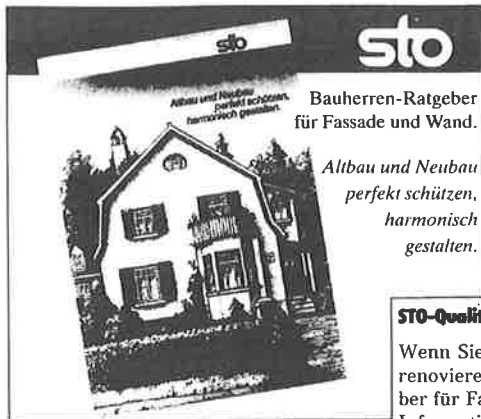 sto
sto
Altbau und Neubau
perfekt schützen,
harmonisch gestalten.
Bauherren-Ratgeber
für Fassade und Wand.
Altbau und Neubau
perfekt schützen,
harmonisch
gestalten.
Wenn Sie
renoviere
ber für Fa